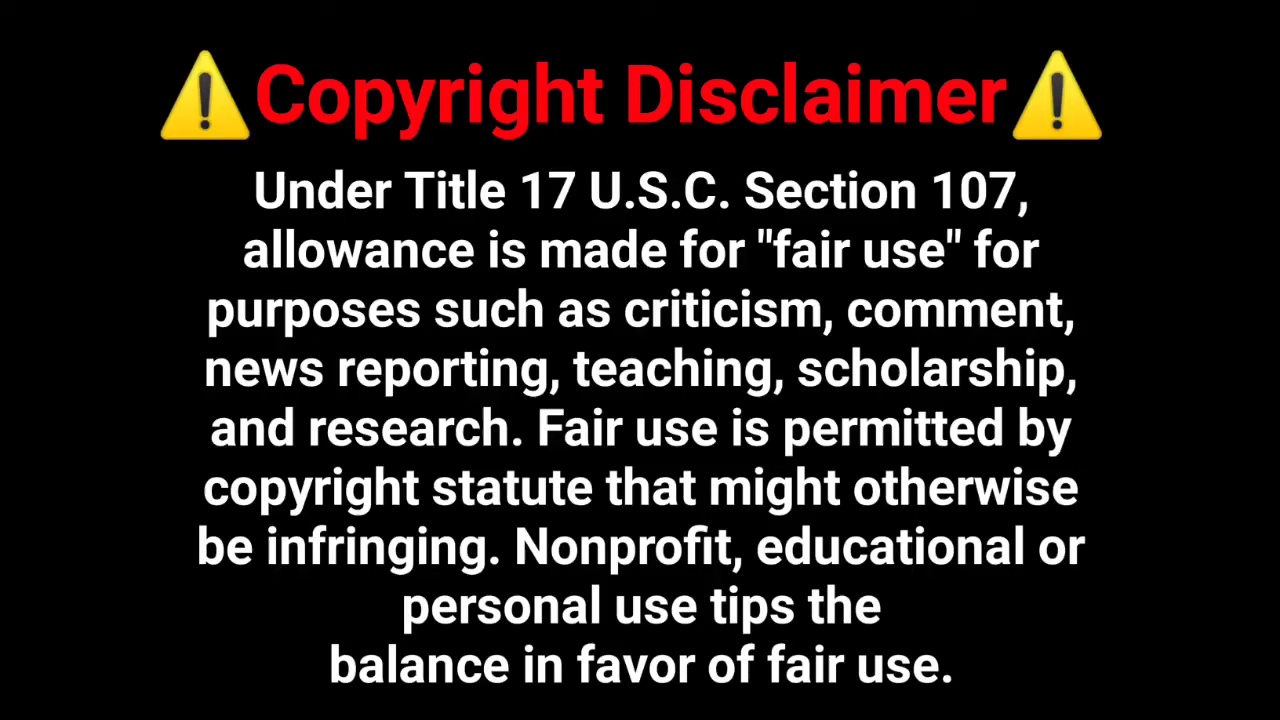 ⚠️Copyright Disclaimer⚠️
Under Title 17 U.S.C. Section 107,
allowance is made for "fair use" for
purposes such as criticism, comment,
news reporting, teaching, scholarship,
and research. Fair use is permitted by
copyright statute that might otherwise
be infringing. Nonprofit, educational or
personal use tips the
balance in favor of fair use.